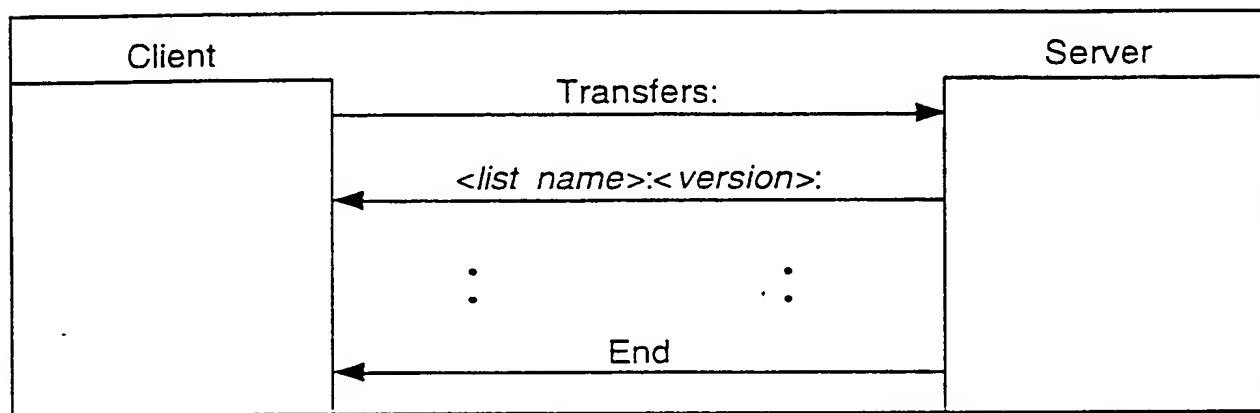 Client
Server
Transfers:
<list name>:<version>:
: :
End